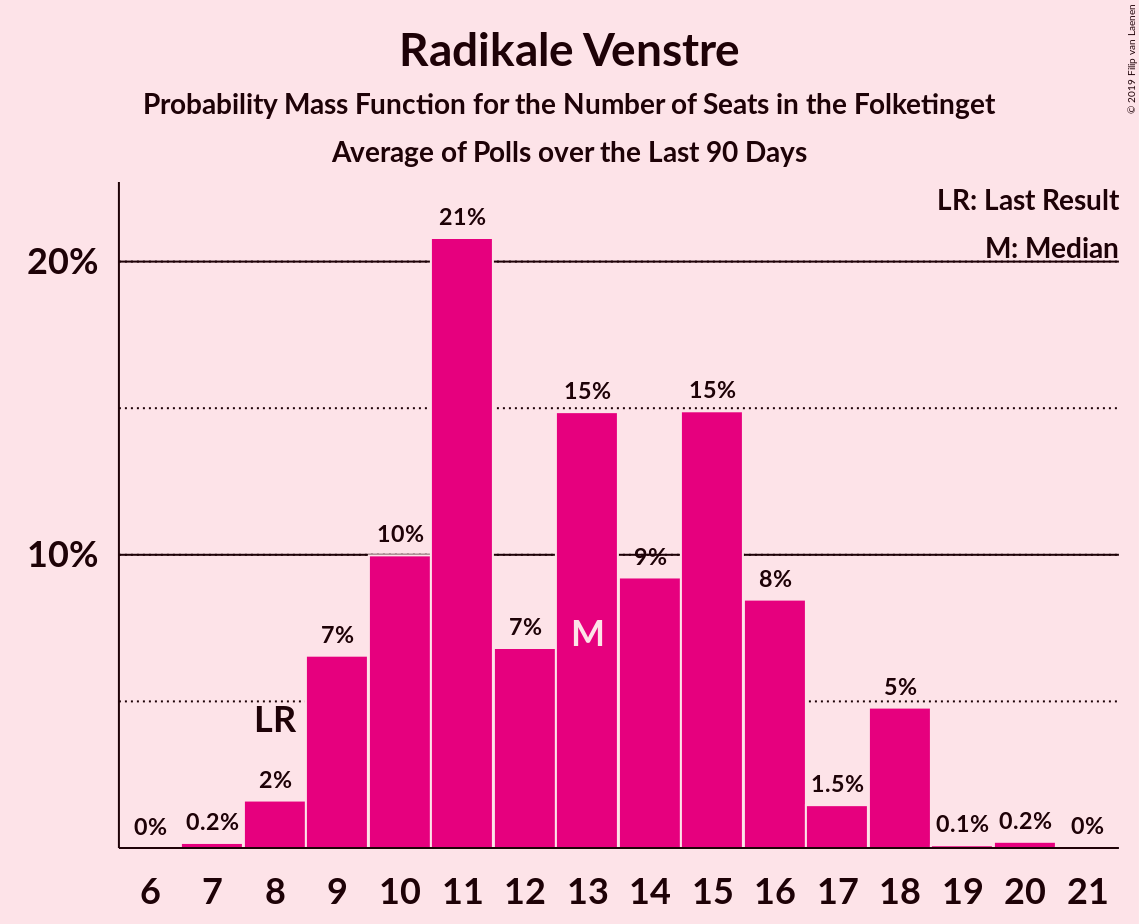 Radikale Venstre
Probability Mass Function for the Number of Seats in the Folketinget
Average of Polls over the Last 90 Days
© 2019 Filip van Laenen
LR: Last Result
M: Median
20%
10%
0%
0.2%
2%
7%
10%
21%
7%
15%
9%
15%
8%
1.5%
5%
0.1%
0.2%
0%
LR
M
6 7 8 9 10 11 12 13 14 15 16 17 18 19 20 21